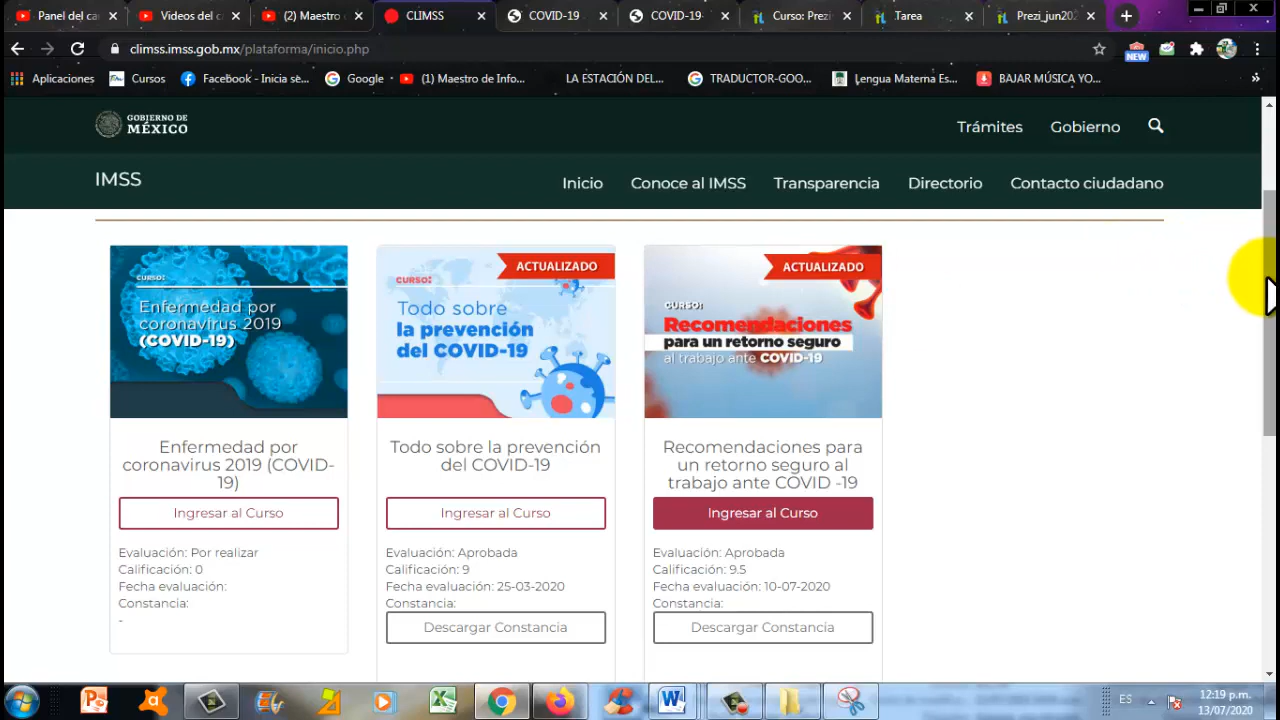 Panel del ca
Videos del c
(2) Maestro
CLIMSS
COVID-19
COVID-19-
Curso: Prezi
Tarea
Prezi_jun202
climss.imss.gob.mx/plataforma/inicio.php
NEW
Aplicaciones
Cursos
Facebook - Inicia se...
Google
(1) Maestro de Info...
LA ESTACIÓN DEL...
TRADUCTOR-GOO...
Lengua Materna Es...
BAJAR MÚSICA YO...
GOBIERNO DE
MÉXICO
Trámites
Gobierno
IMSS
Inicio
Conoce al IMSS
Transparencia
Directorio
Contacto ciudadano
CURSO:
Enfermedad por
coronavirus 2019
(COVID-19)
ACTUALIZADO
CURSO:
Todo sobre
la prevención
del COVID-19
ACTUALIZADO
CURSO:
Recomendaciones
para un retorno seguro
al trabajo ante COVID-19
Enfermedad por
coronavirus 2019 (COVID-
19)
Ingresar al Curso
Evaluación: Por realizar
Calificación: 0
Fecha evaluación:
Constancia:
-
Todo sobre la prevención
del COVID-19
Ingresar al Curso
Evaluación: Aprobada
Calificación: 9
Fecha evaluación: 25-03-2020
Constancia:
Descargar Constancia
Recomendaciones para
un retorno seguro al
trabajo ante COVID -19
Ingresar al Curso
Evaluación: Aprobada
Calificación: 9.5
Fecha evaluación: 10-07-2020
Constancia:
Descargar Constancia
ES
12:19 p.m.
13/07/2020